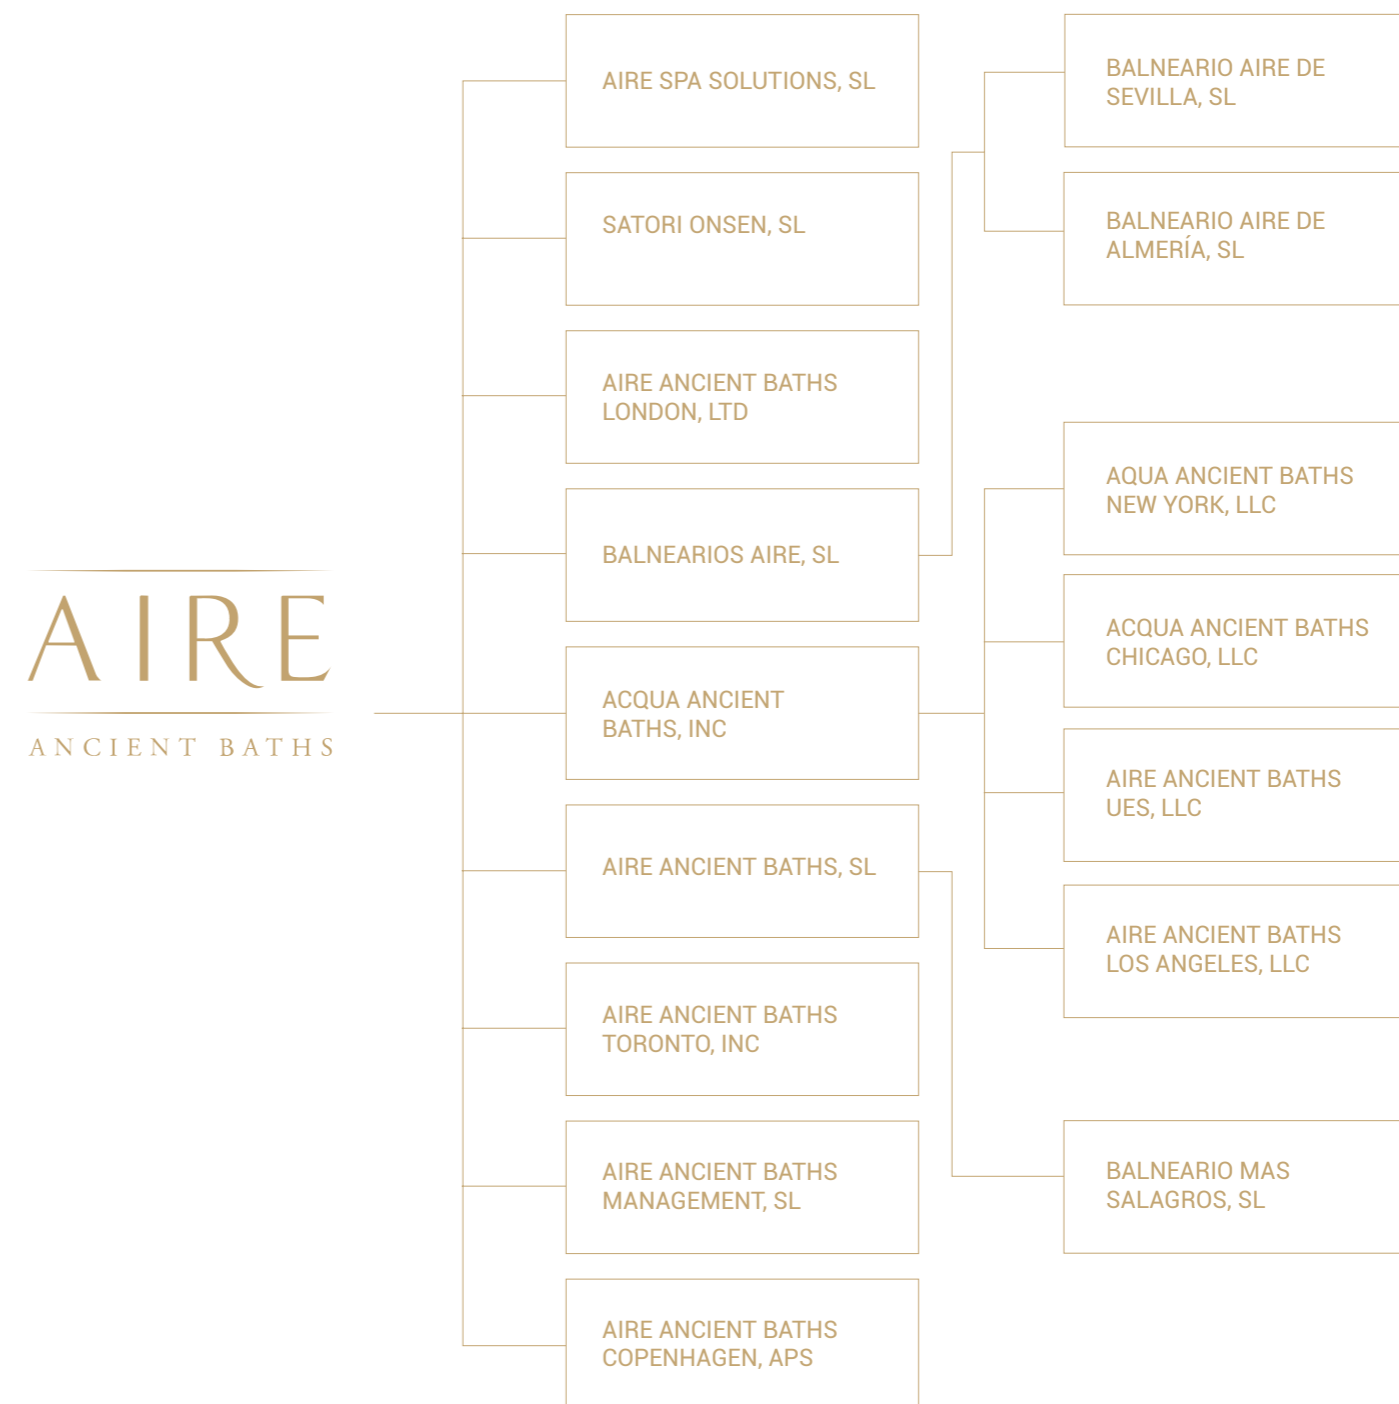 AIRE
ANCIENT BATHS
AIRE SPA SOLUTIONS, SL
SATORI ONSEN, SL
AIRE ANCIENT BATHS
LONDON, LTD
BALNEARIOS AIRE, SL
ACQUA ANCIENT
BATHS, INC
AIRE ANCIENT BATHS, SL
AIRE ANCIENT BATHS
TORONTO, INC
AIRE ANCIENT BATHS
MANAGEMENT, SL
AIRE ANCIENT BATHS
COPENHAGEN, APS
BALNEARIO AIRE DE
SEVILLA, SL
BALNEARIO AIRE DE
ALMERÍA, SL
AQUA ANCIENT BATHS
NEW YORK, LLC
ACQUA ANCIENT BATHS
CHICAGO, LLC
AIRE ANCIENT BATHS
UES, LLC
AIRE ANCIENT BATHS
LOS ANGELES, LLC
BALNEARIO MAS
SALAGROS, SL